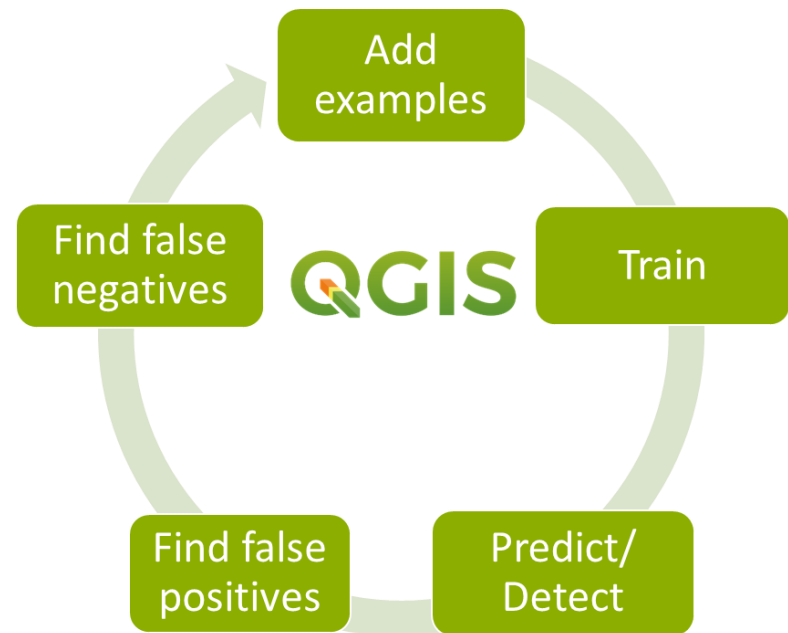 Add
examples
Train
Predict/
Detect
Find false
positives
Find false
negatives
QGIS